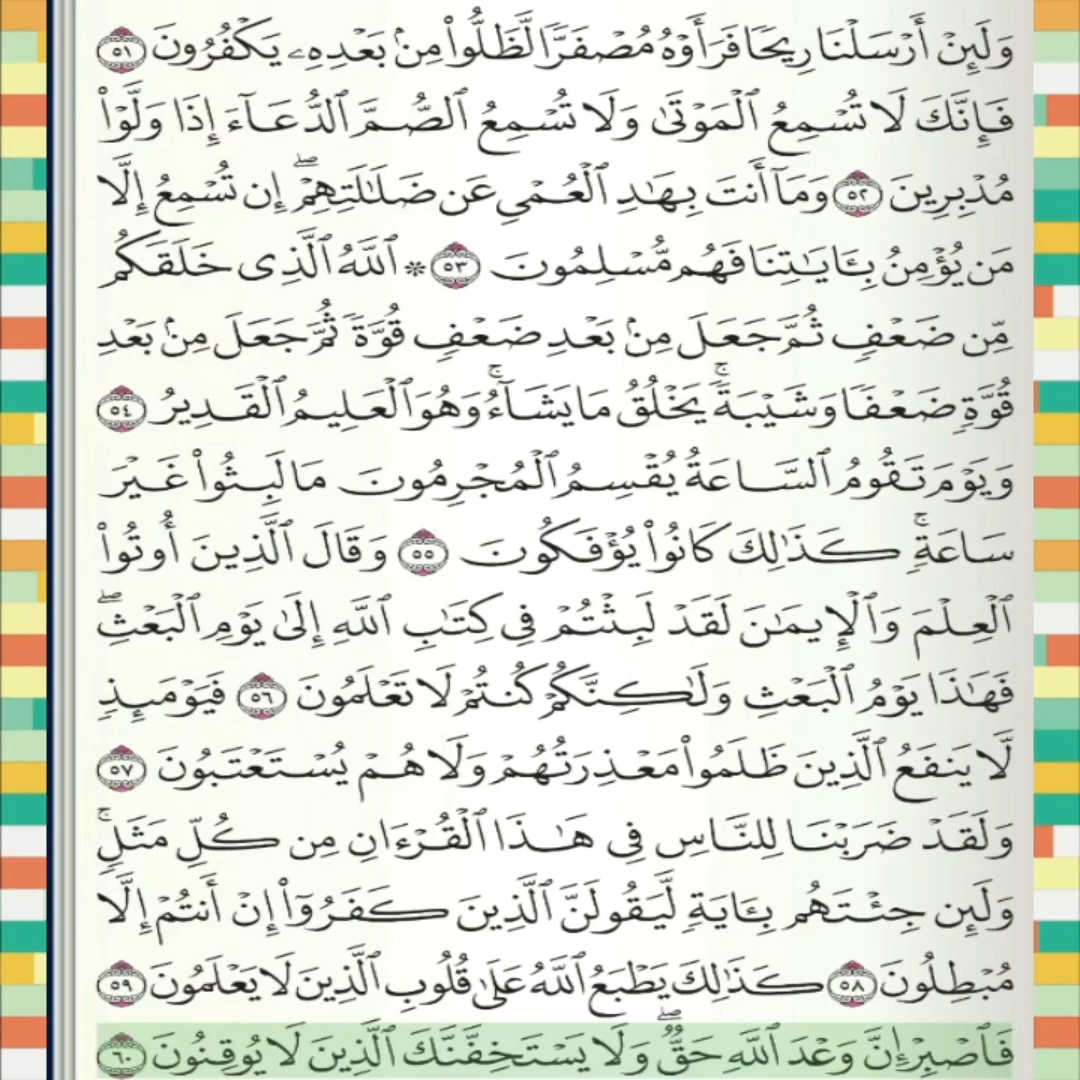 وَلَئِنۡ أَرۡسَلۡنَا رِيحٗا فَرَأَوۡهُ مُصۡفَرّٗا لَّظَلُّواْ مِنۢ بَعۡدِهِۦ يَكۡفُرُونَ ٥١
فَإِنَّكَ لَا تُسۡمِعُ ٱلۡمَوۡتَىٰ وَلَا تُسۡمِعُ ٱلصُّمَّ ٱلدُّعَآءَ إِذَا وَلَّوۡاْ
مُدۡبِرِينَ ٥٢ وَمَآ أَنتَ بِهَٰدِ ٱلۡعُمۡيِ عَن ضَلَٰلَتِهِمۡۖ إِن تُسۡمِعُ إِلَّا
مَن يُؤۡمِنُ بِـَٔايَٰتِنَا فَهُم مُّسۡلِمُونَ ٥٣ ۞ ٱللَّهُ ٱلَّذِي خَلَقَكُم
مِّن ضَعۡفٖ ثُمَّ جَعَلَ مِنۢ بَعۡدِ ضَعۡفٖ قُوَّةٗ ثُمَّ جَعَلَ مِنۢ بَعۡدِ
قُوَّةٖ ضَعۡفٗا وَشَيۡبَةٗۚ يَخۡلُقُ مَا يَشَآءُۚ وَهُوَ ٱلۡعَلِيمُ ٱلۡقَدِيرُ ٥٤
وَيَوۡمَ تَقُومُ ٱلسَّاعَةُ يُقۡسِمُ ٱلۡمُجۡرِمُونَ مَا لَبِثُواْ غَيۡرَ
سَاعَةٖۚ كَذَٰلِكَ كَانُواْ يُؤۡفَكُونَ ٥٥ وَقَالَ ٱلَّذِينَ أُوتُواْ
ٱلۡعِلۡمَ وَٱلۡإِيمَٰنَ لَقَدۡ لَبِثۡتُمۡ فِي كِتَٰبِ ٱللَّهِ إِلَىٰ يَوۡمِ ٱلۡبَعۡثِۖ
فَهَٰذَا يَوۡمُ ٱلۡبَعۡثِ وَلَٰكِنَّكُمۡ كُنتُمۡ لَا تَعۡلَمُونَ ٥٦ فَيَوۡمَئِذٖ
لَّا يَنفَعُ ٱلَّذِينَ ظَلَمُواْ مَعۡذِرَتُهُمۡ وَلَا هُمۡ يُسۡتَعۡتَبُونَ ٥٧
وَلَقَدۡ ضَرَبۡنَا لِلنَّاسِ فِي هَٰذَا ٱلۡقُرۡءَانِ مِن كُلِّ مَثَلٖۚ
وَلَئِن جِئۡتَهُم بِـَٔايَةٖ لَّيَقُولَنَّ ٱلَّذِينَ كَفَرُوٓاْ إِنۡ أَنتُمۡ إِلَّا
مُبۡطِلُونَ ٥٨ كَذَٰلِكَ يَطۡبَعُ ٱللَّهُ عَلَىٰ قُلُوبِ ٱلَّذِينَ لَا يَعۡلَمُونَ ٥٩
فَٱصۡبِرۡ إِنَّ وَعۡدَ ٱللَّهِ حَقّٞۖ وَلَا يَسۡتَخِفَّنَّكَ ٱلَّذِينَ لَا يُوقِنُونَ ٦٠